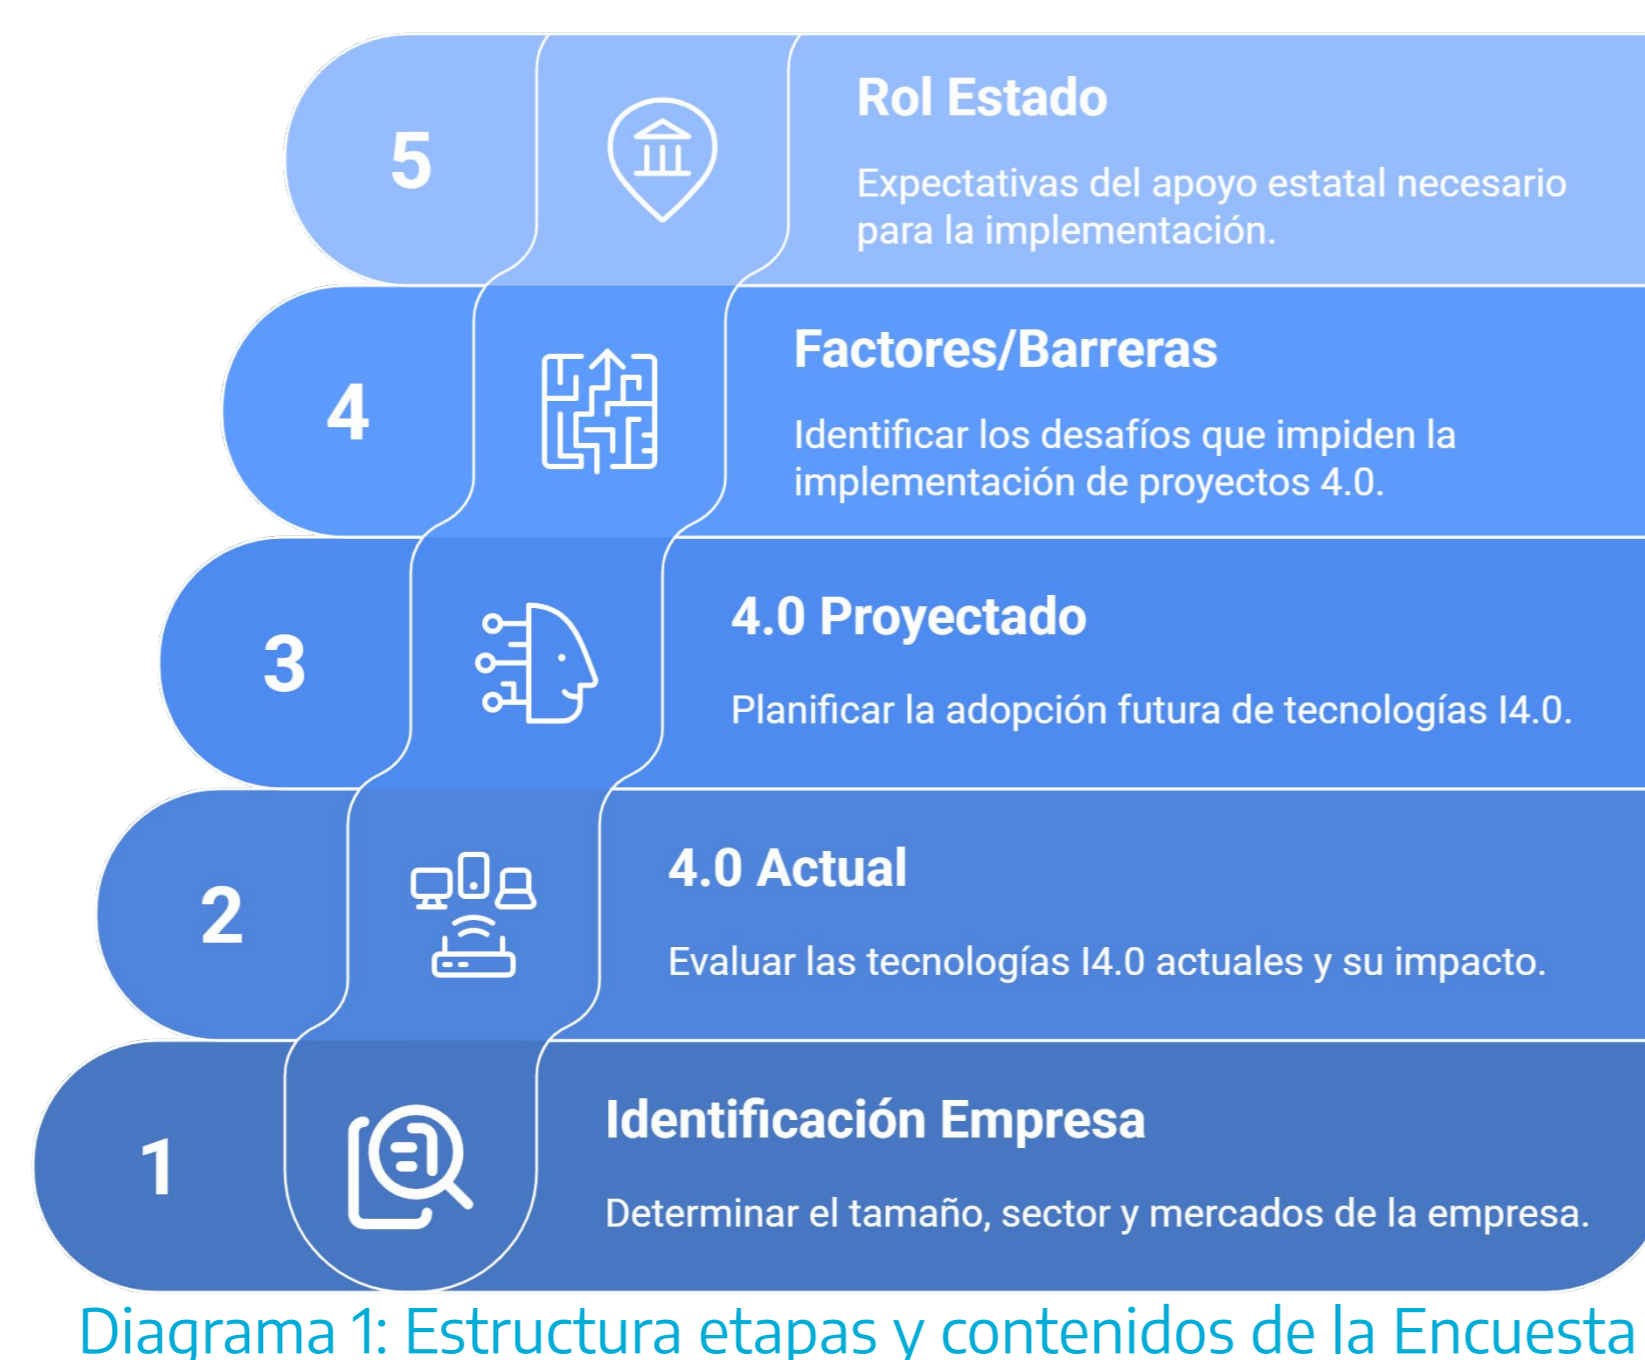 5
Rol Estado
Expectativas del apoyo estatal necesario
para la implementación.
4
Factores/Barreras
Identificar los desafíos que impiden la
implementación de proyectos 4.0.
3
4.0 Proyectado
Planificar la adopción futura de tecnologías I4.0.
2
4.0 Actual
Evaluar las tecnologías I4.0 actuales y su impacto.
1
Identificación Empresa
Determinar el tamaño, sector y mercados de la empresa.
Diagrama 1: Estructura etapas y contenidos de la Encuesta